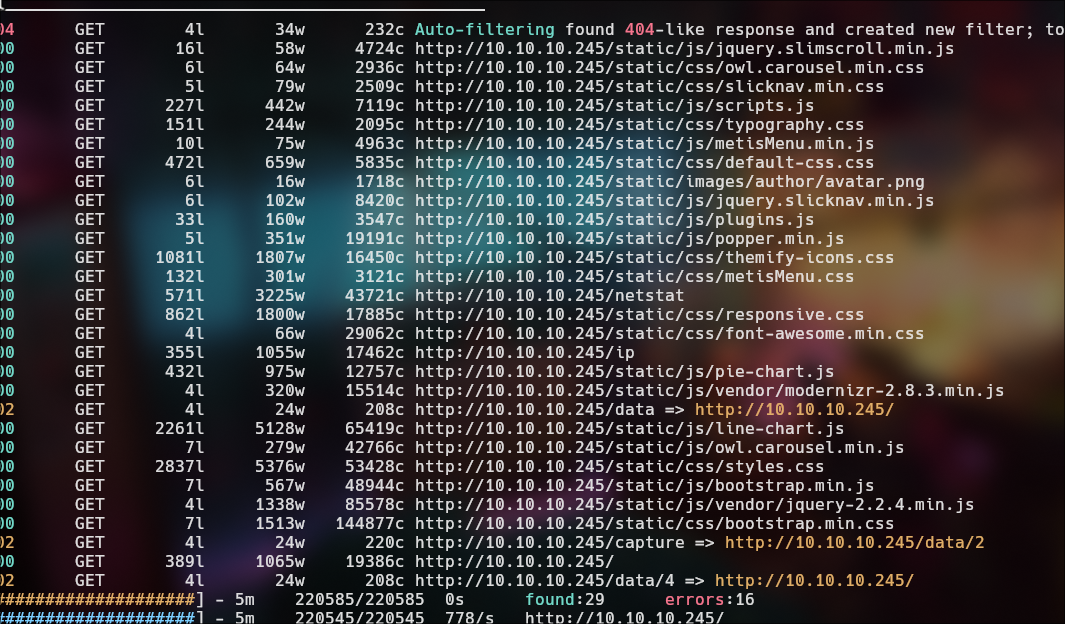 04 GET 4l 34w 232c Auto-filtering found 404-like response and created new filter; to
00 GET 16l 58w 4724c http://10.10.10.245/static/js/jquery.slimscroll.min.js
00 GET 6l 64w 2936c http://10.10.10.245/static/css/owl.carousel.min.css
00 GET 5l 79w 2509c http://10.10.10.245/static/css/slicknav.min.css
00 GET 227l 442w 7119c http://10.10.10.245/static/js/scripts.js
00 GET 151l 244w 2095c http://10.10.10.245/static/css/typography.css
00 GET 10l 75w 4963c http://10.10.10.245/static/js/metisMenu.min.js
00 GET 472l 659w 5835c http://10.10.10.245/static/css/default-css.css
00 GET 6l 16w 1718c http://10.10.10.245/static/images/author/avatar.png
00 GET 6l 102w 8420c http://10.10.10.245/static/js/jquery.slicknav.min.js
00 GET 33l 160w 3547c http://10.10.10.245/static/js/plugins.js
00 GET 5l 351w 19191c http://10.10.10.245/static/js/popper.min.js
00 GET 1081l 1807w 16450c http://10.10.10.245/static/css/themify-icons.css
00 GET 132l 301w 3121c http://10.10.10.245/static/css/metisMenu.css
00 GET 571l 3225w 43721c http://10.10.10.245/netstat
00 GET 862l 1800w 17885c http://10.10.10.245/static/css/responsive.css
00 GET 4l 66w 29062c http://10.10.10.245/static/css/font-awesome.min.css
00 GET 355l 1055w 17462c http://10.10.10.245/ip
00 GET 432l 975w 12757c http://10.10.10.245/static/js/pie-chart.js
00 GET 4l 320w 15514c http://10.10.10.245/static/js/vendor/modernizr-2.8.3.min.js
02 GET 4l 24w 208c http://10.10.10.245/data => http://10.10.10.245/
00 GET 2261l 5128w 65419c http://10.10.10.245/static/js/line-chart.js
00 GET 7l 279w 42766c http://10.10.10.245/static/js/owl.carousel.min.js
00 GET 2837l 5376w 53428c http://10.10.10.245/static/css/styles.css
00 GET 7l 567w 48944c http://10.10.10.245/static/js/bootstrap.min.js
00 GET 4l 1338w 85578c http://10.10.10.245/static/js/vendor/jquery-2.2.4.min.js
00 GET 7l 1513w 144877c http://10.10.10.245/static/css/bootstrap.min.css
02 GET 4l 24w 220c http://10.10.10.245/capture => http://10.10.10.245/data/2
00 GET 389l 1065w 19386c http://10.10.10.245/
02 GET 4l 24w 208c http://10.10.10.245/data/4 => http://10.10.10.245/
####################] - 5m 220585/220585 0s found:29 errors:16
####################] - 5m 220545/220545 778/s http://10.10.10.245/